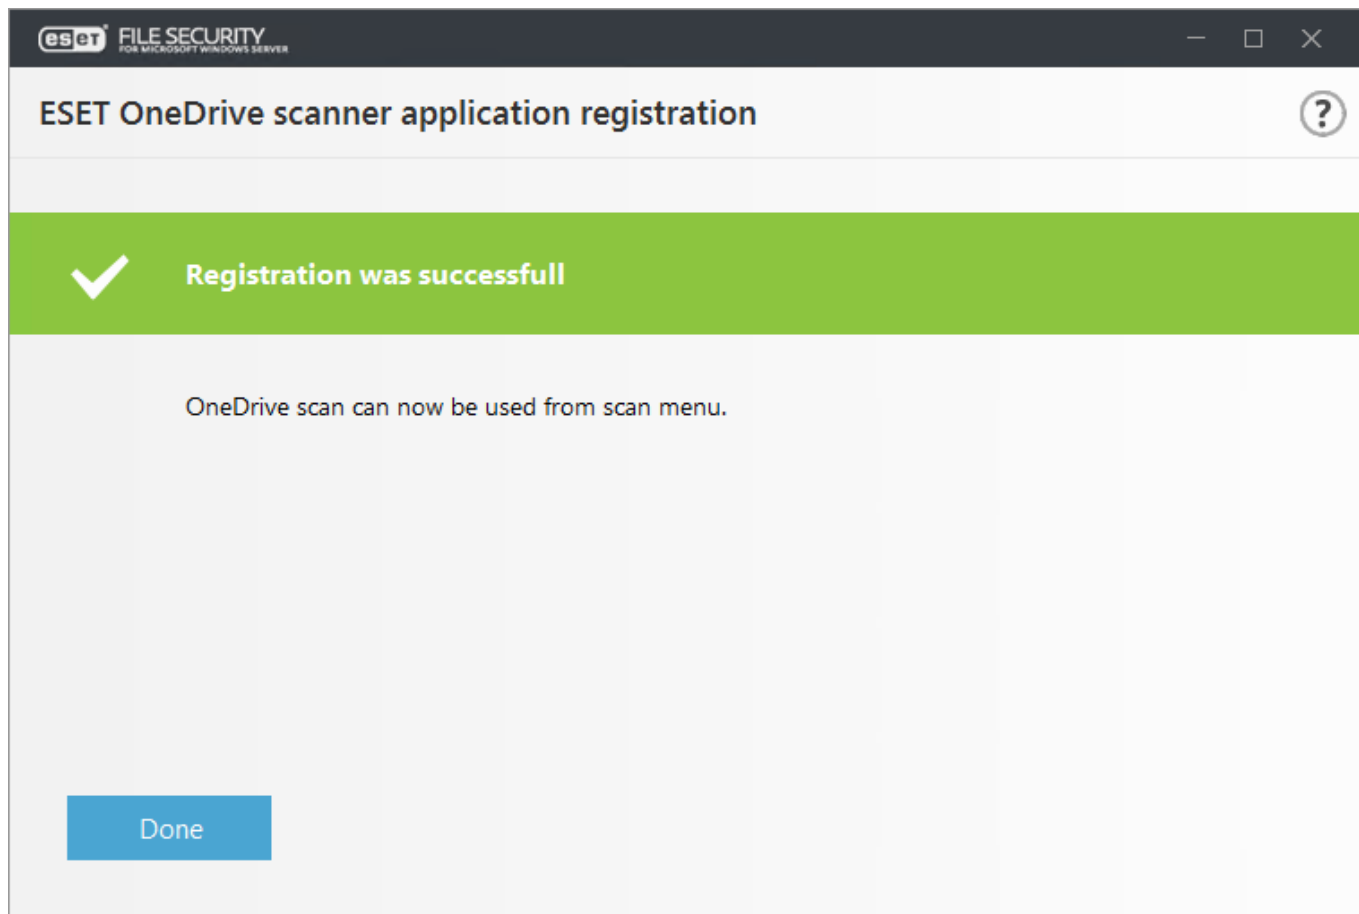 eset FILE SECURITY
FOR MICROSOFT WINDOWS SERVER
ESET OneDrive scanner application registration
?
Registration was successfull
OneDrive scan can now be used from scan menu.
Done